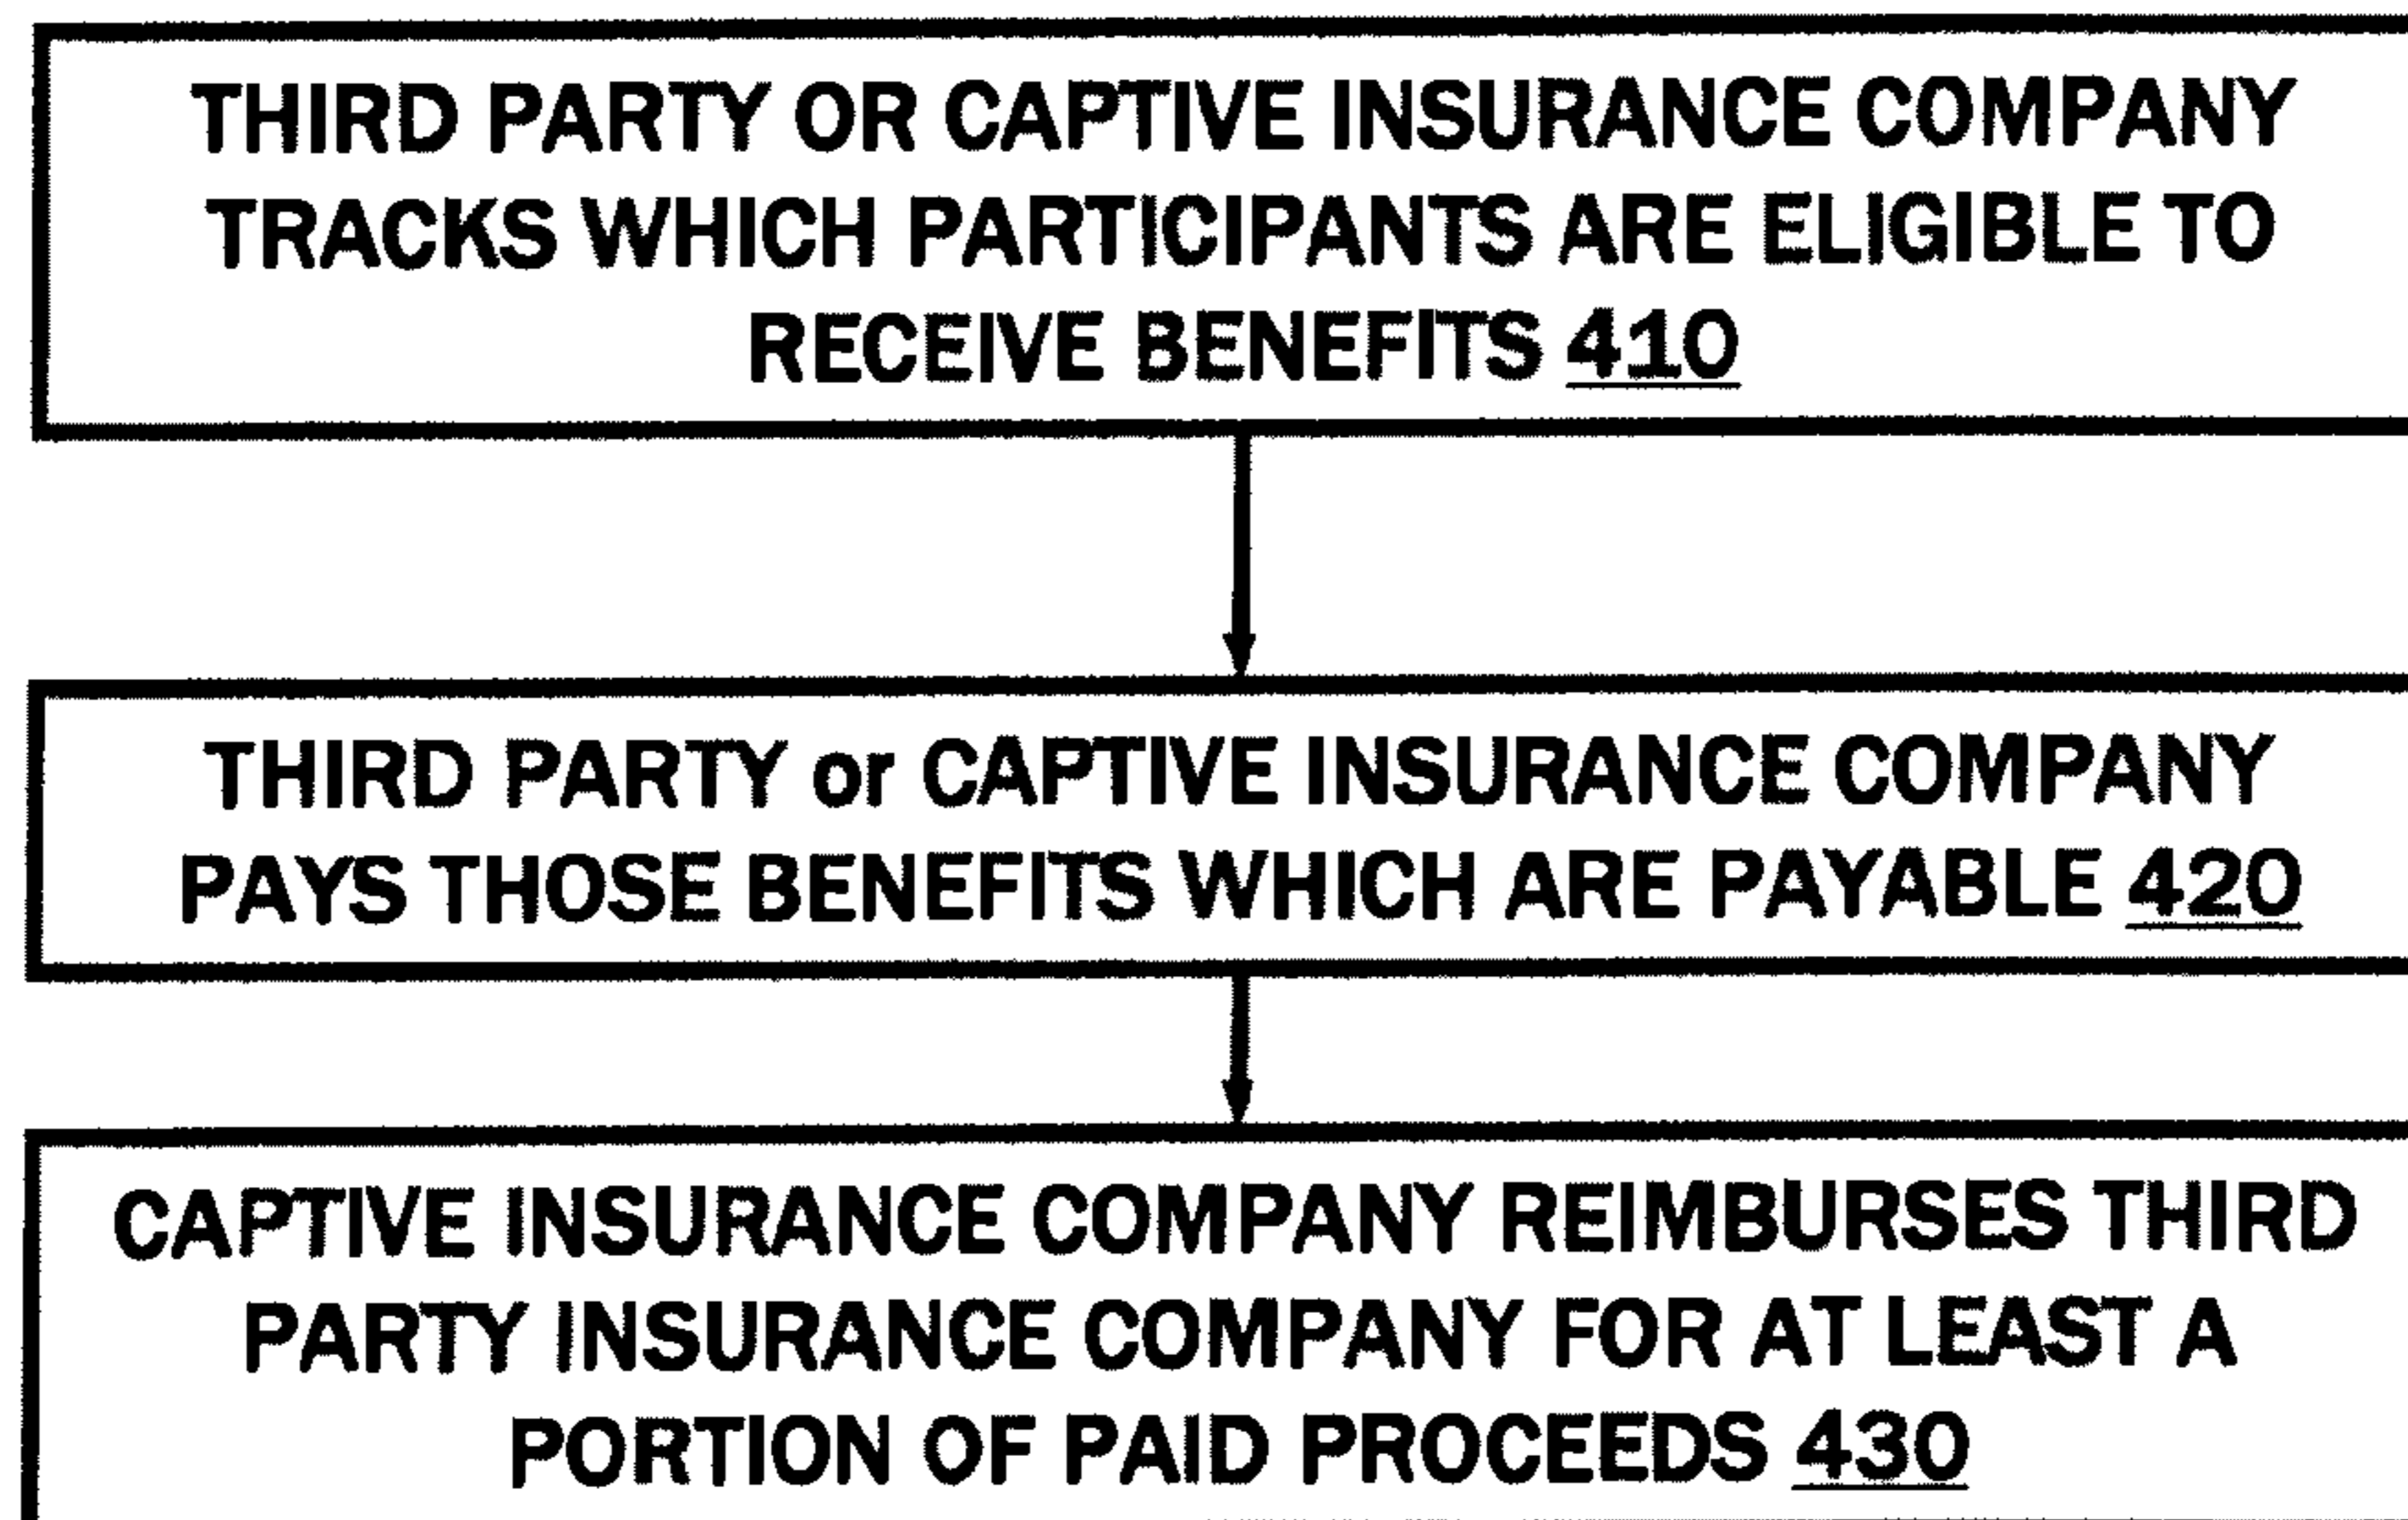 THIRD PARTY OR CAPTIVE INSURANCE COMPANY
TRACKS WHICH PARTICIPANTS ARE ELIGIBLE TO
RECEIVE BENEFITS 410
THIRD PARTY or CAPTIVE INSURANCE COMPANY
PAYS THOSE BENEFITS WHICH ARE PAYABLE 420
CAPTIVE INSURANCE COMPANY REIMBURSES THIRD
PARTY INSURANCE COMPANY FOR AT LEAST A
PORTION OF PAID PROCEEDS 430